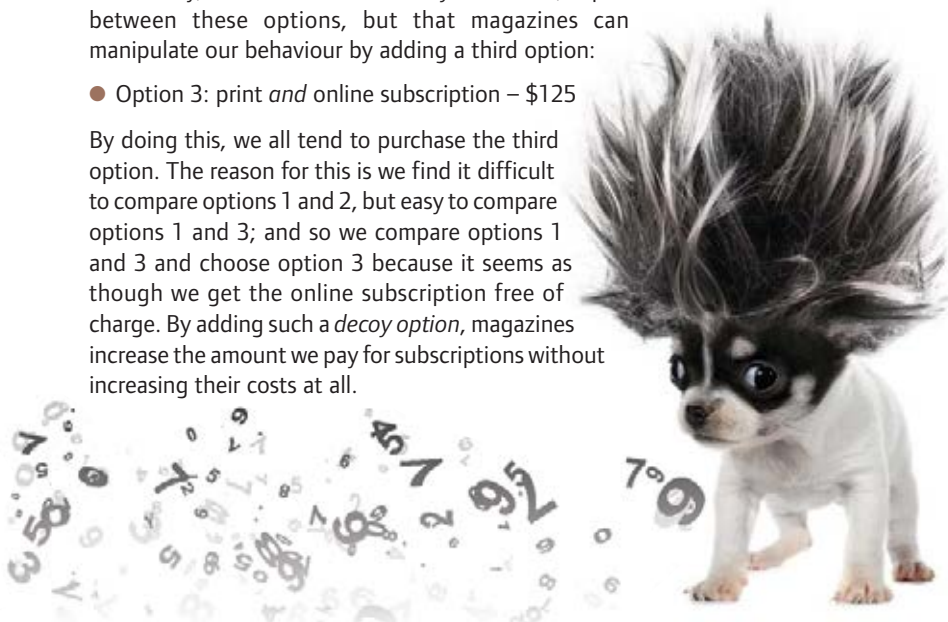 between these options, but that magazines can
manipulate our behaviour by adding a third option:
● Option 3: print and online subscription – $125
By doing this, we all tend to purchase the third
option. The reason for this is we find it difficult
to compare options 1 and 2, but easy to compare
options 1 and 3; and so we compare options 1
and 3 and choose option 3 because it seems as
though we get the online subscription free of
charge. By adding such a decoy option, magazines
increase the amount we pay for subscriptions without
increasing their costs at all.